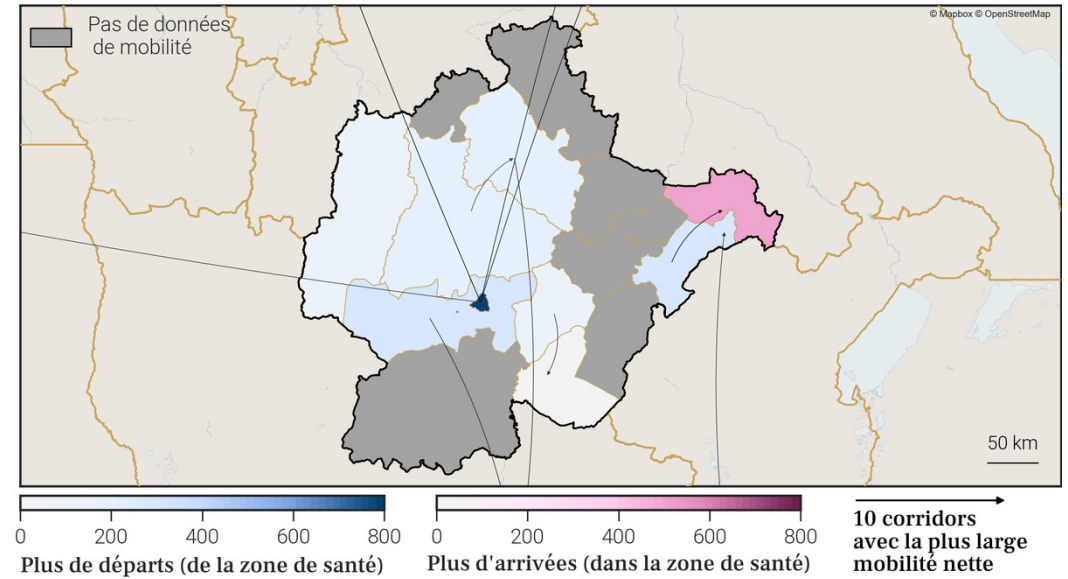 © Mapbox © OpenStreetMap
Pas de données
de mobilité
50 km
0 200 400 600 800
Plus de départs (de la zone de santé)
0 200 400 600 800
Plus d'arrivées (dans la zone de santé)
10 corridors
avec la plus large
mobilité nette